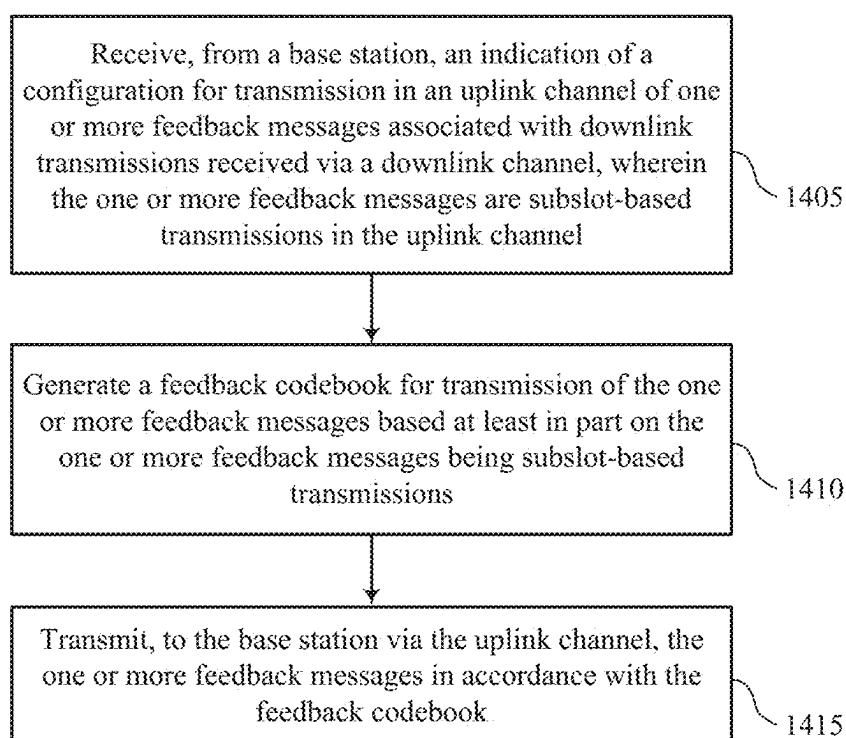 Receive, from a base station, an indication of a
configuration for transmission in an uplink channel of one
or more feedback messages associated with downlink
transmissions received via a downlink channel, wherein
the one or more feedback messages are subslot-based
transmissions in the uplink channel
1405
Generate a feedback codebook for transmission of the one
or more feedback messages based at least in part on the
one or more feedback messages being subslot-based
transmissions
1410
Transmit, to the base station via the uplink channel, the
one or more feedback messages in accordance with the
feedback codebook
1415